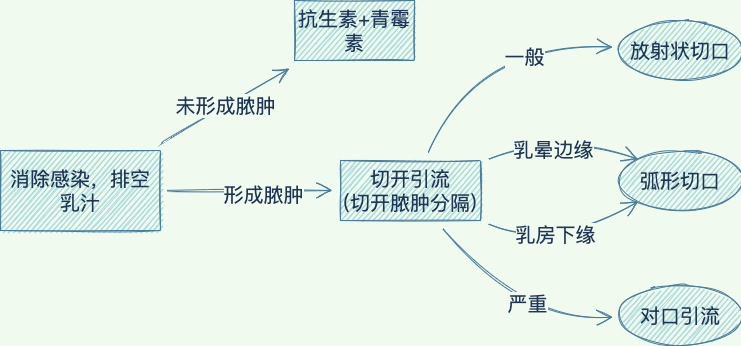 抗生素+青霉
素
未形成脓肿
消除感染，排空
乳汁
形成脓肿
切开引流
(切开脓肿分隔)
一般
放射状切口
乳晕边缘
乳房下缘
弧形切口
严重
对口引流